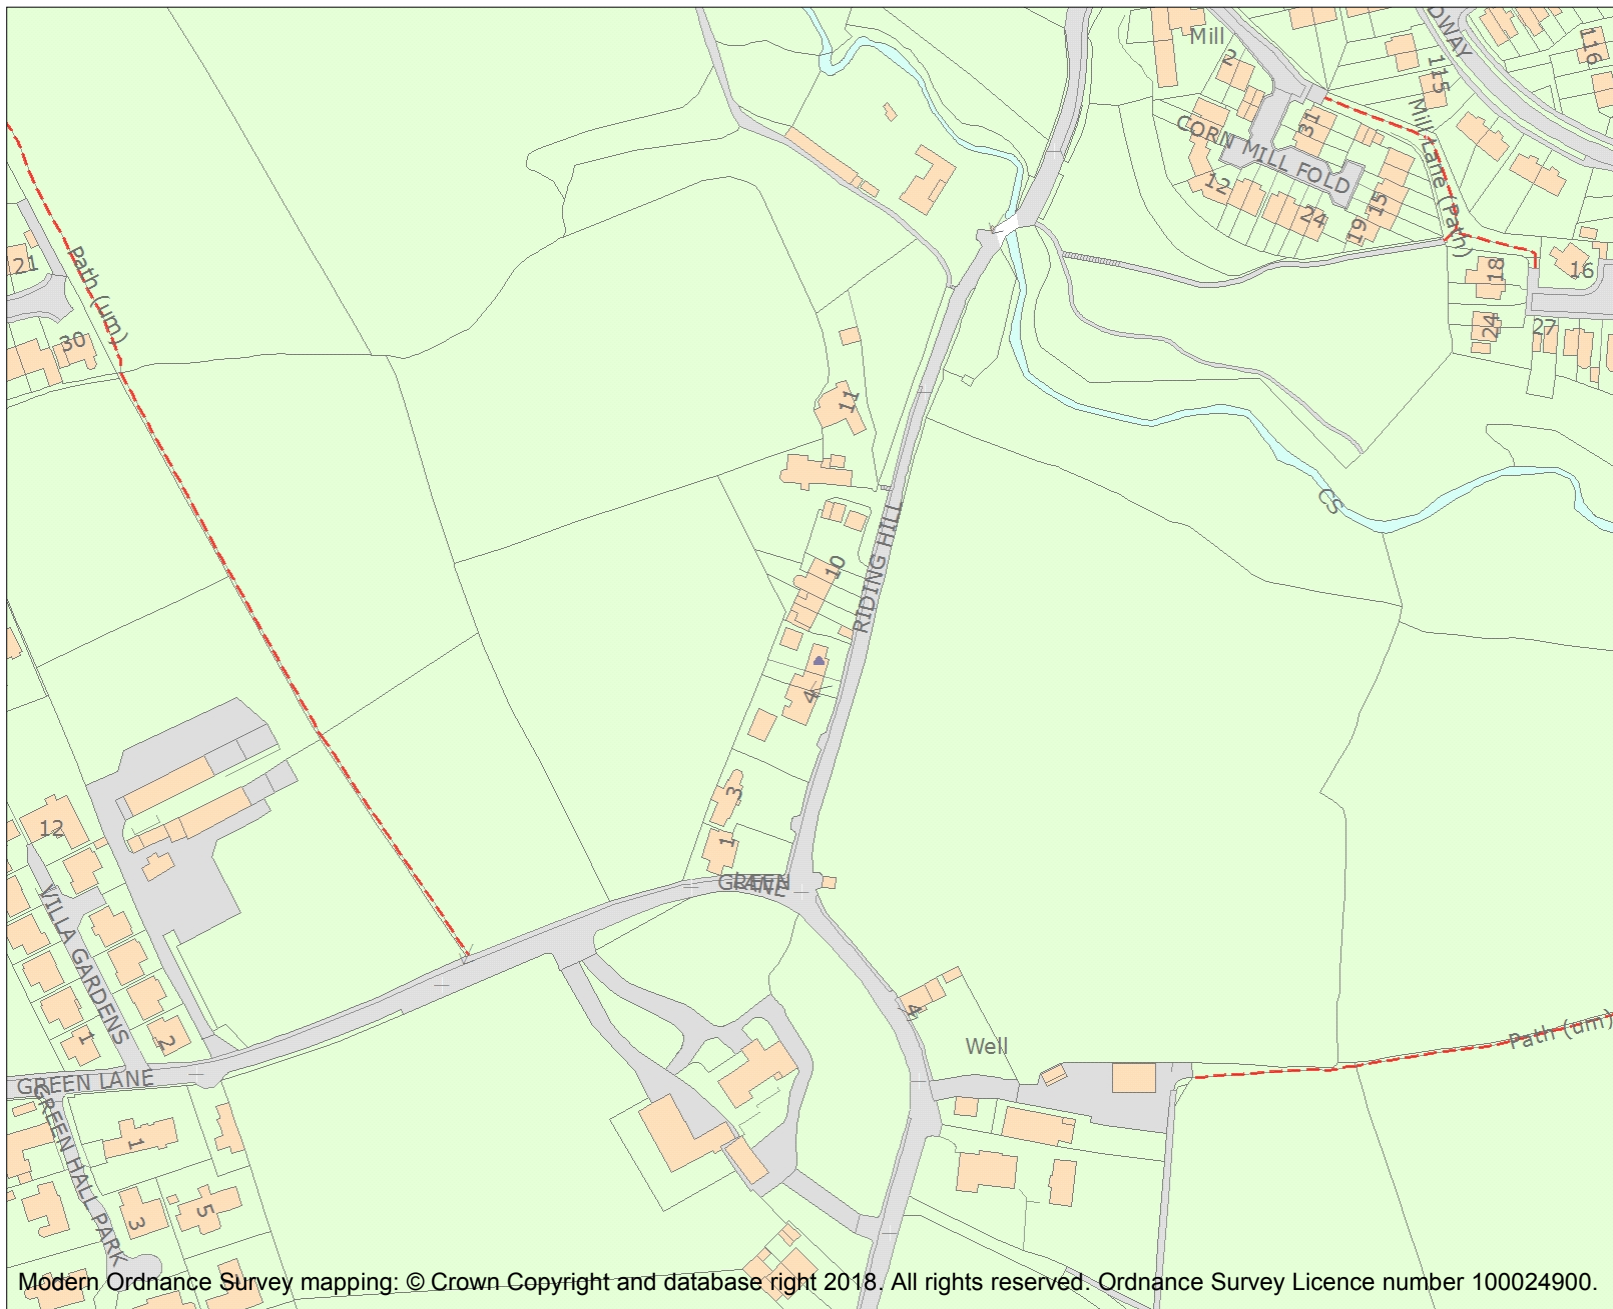 Mill
DWAY
2
115
116
31
CORN MILL FOLD
Mill Lane (Path)
12
24
19
15
18
16
24
27
21
Path (um)
30
11
CS
RIDING HILL
10
4
3
1
GREEN
LANE
12
VILLA GARDENS
1
2
GREEN LANE
GREEN HALL PARK
1
3
5
4
Well
Path (um)
Modern Ordnance Survey mapping: © Crown Copyright and database right 2018. All rights reserved. Ordnance Survey Licence number 100024900.